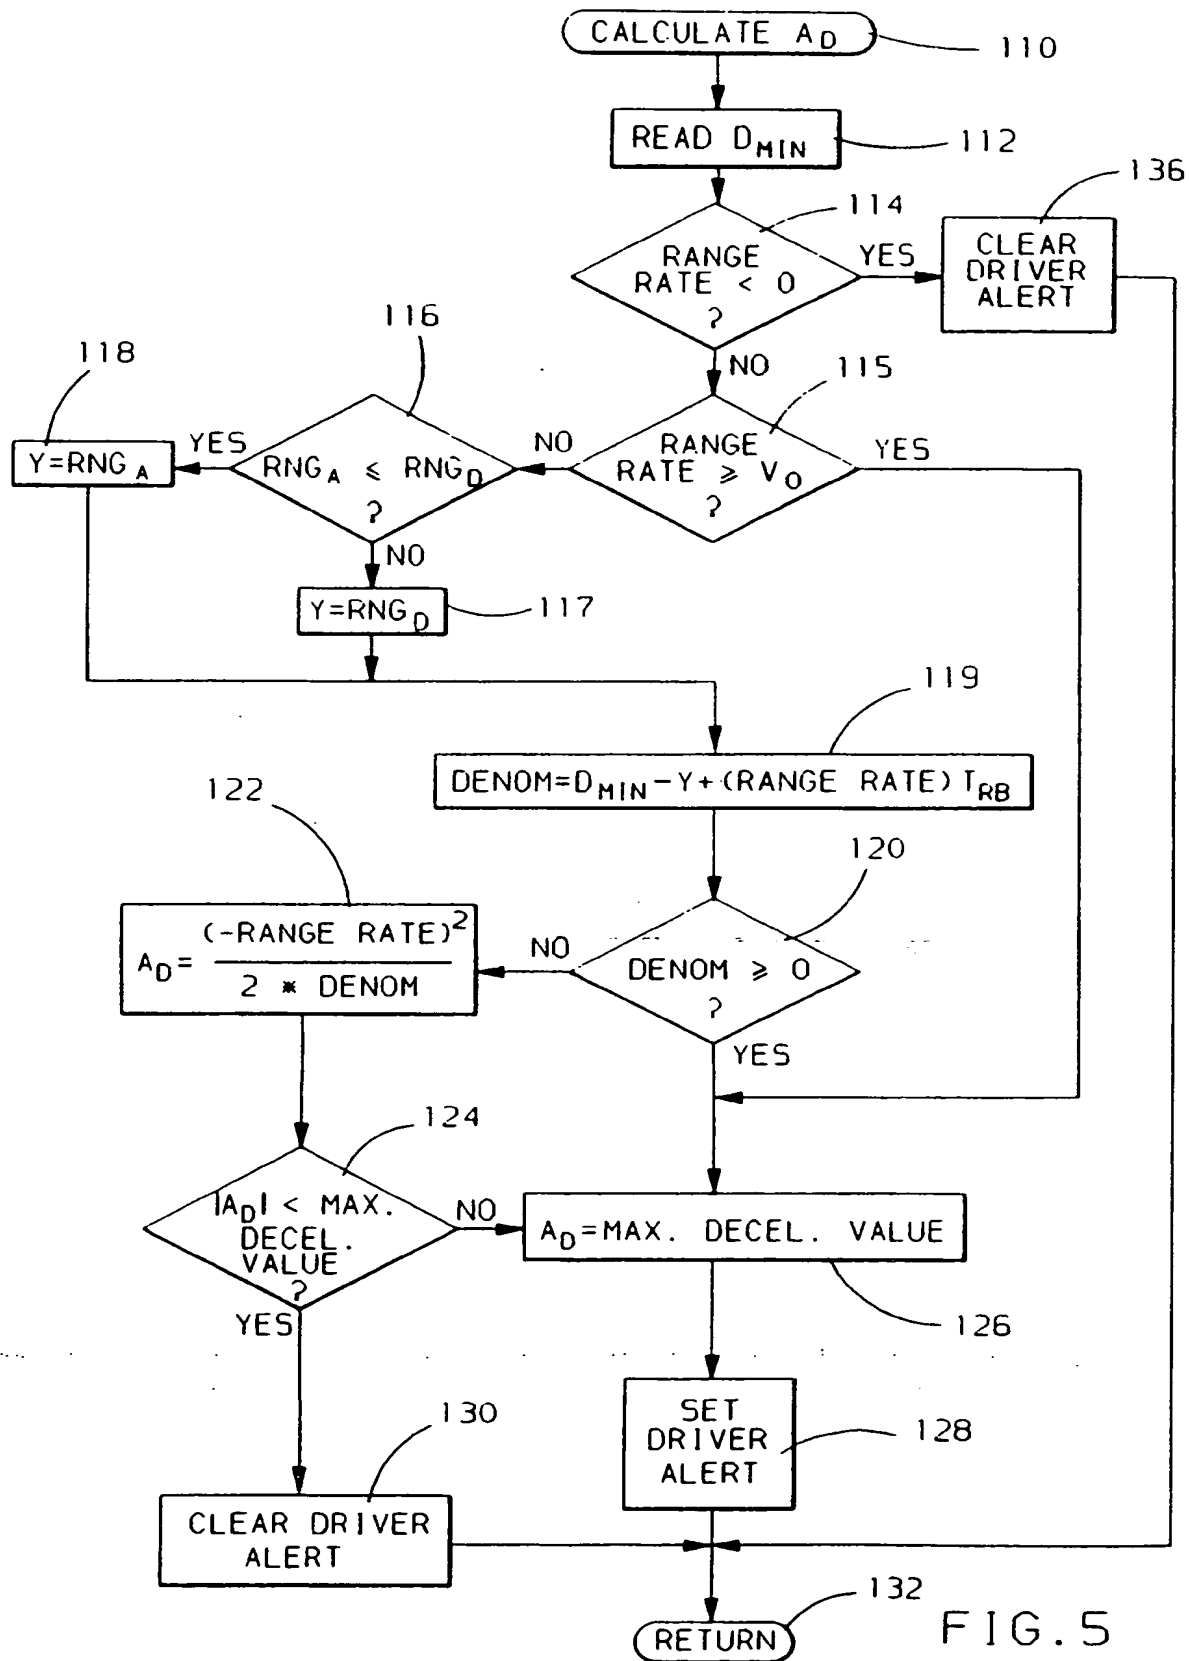 CALCULATE A_D
110
READ D_MIN
112
136
114
CLEAR
DRIVER
ALERT
RANGE
RATE < 0
?
YES
NO
116
115
118
Y=RNG_A
YES
RNG_A ≤ RNG_D
?
NO
RANGE
RATE ≥ V_O
?
YES
NO
Y=RNG_D
117
119
DENOM=D_MIN-Y+(RANGE RATE) T_RB
122
120
A_D= (-RANGE RATE)^2
2 * DENOM
NO
DENOM ≥ 0
?
YES
124
|A_D| < MAX.
DECEL.
VALUE
?
NO
A_D=MAX. DECEL. VALUE
YES
126
130
SET
DRIVER
ALERT
128
CLEAR DRIVER
ALERT
132
RETURN
FIG.5